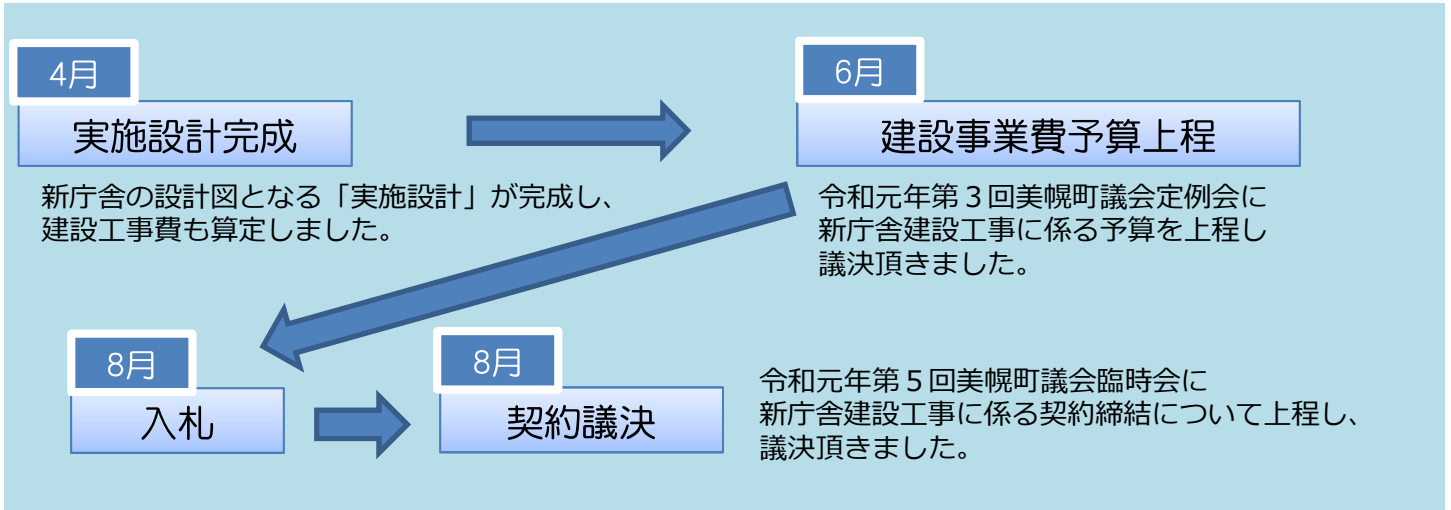 4月
実施設計完成
新庁舎の設計図となる「実施設計」が完成し、
建設工事費も算定しました。
6月
建設事業費予算上程
令和元年第３回美幌町議会定例会に
新庁舎建設工事に係る予算を上程し
議決頂きました。
8月
入札
8月
契約議決
令和元年第５回美幌町議会臨時会に
新庁舎建設工事に係る契約締結について上程し、
議決頂きました。